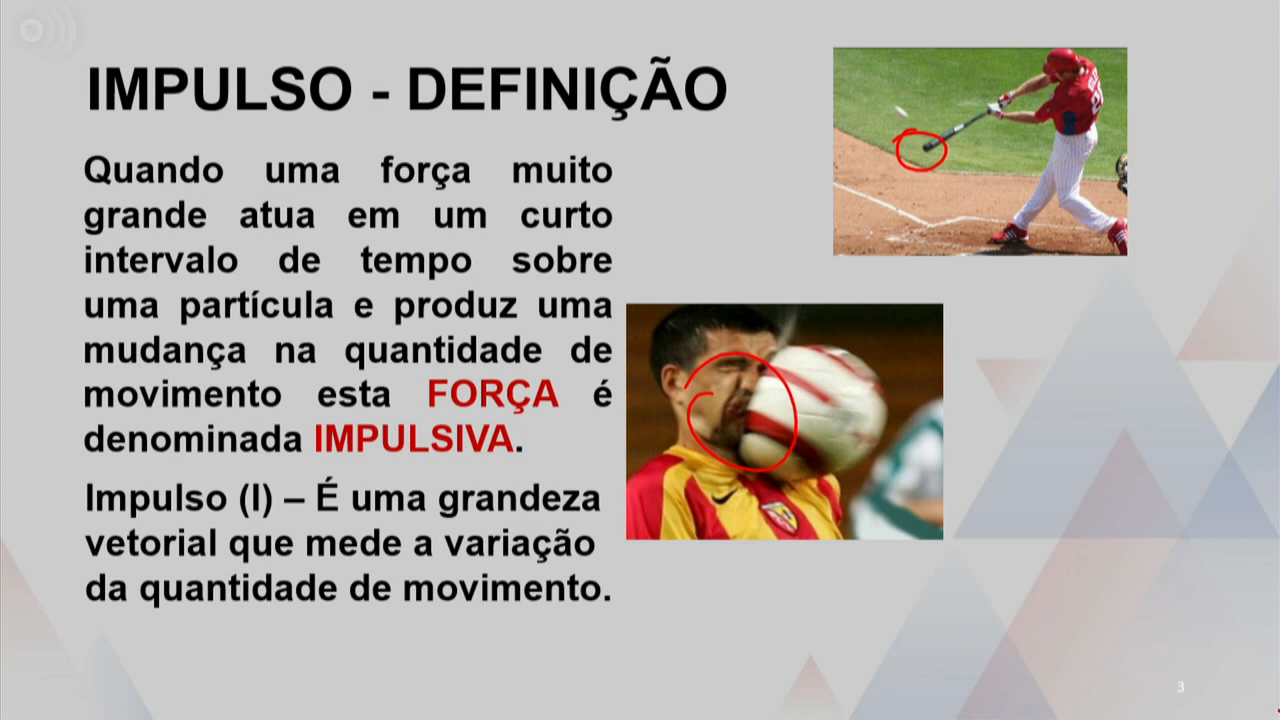 IMPULSO - DEFINIÇÃO
Quando uma força muito
grande atua em um curto
intervalo de tempo sobre
uma partícula e produz uma
mudança na quantidade de
movimento esta FORÇA é
denominada IMPULSIVA.
Impulso (I) – É uma grandeza
vetorial que mede a variação
da quantidade de movimento.
3